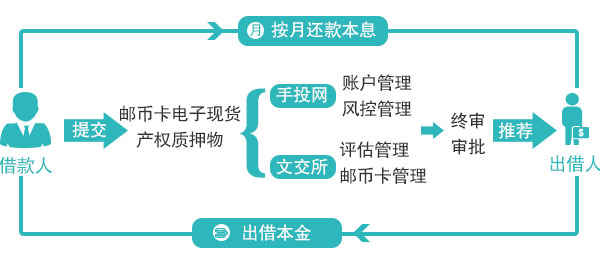 月 按月还款本息
借款人
提交
邮币卡电子现货
产权质押物
手投网
账户管理
风控管理
文交所
评估管理
邮币卡管理
终审
审批
推荐
$
出借人
出借本金